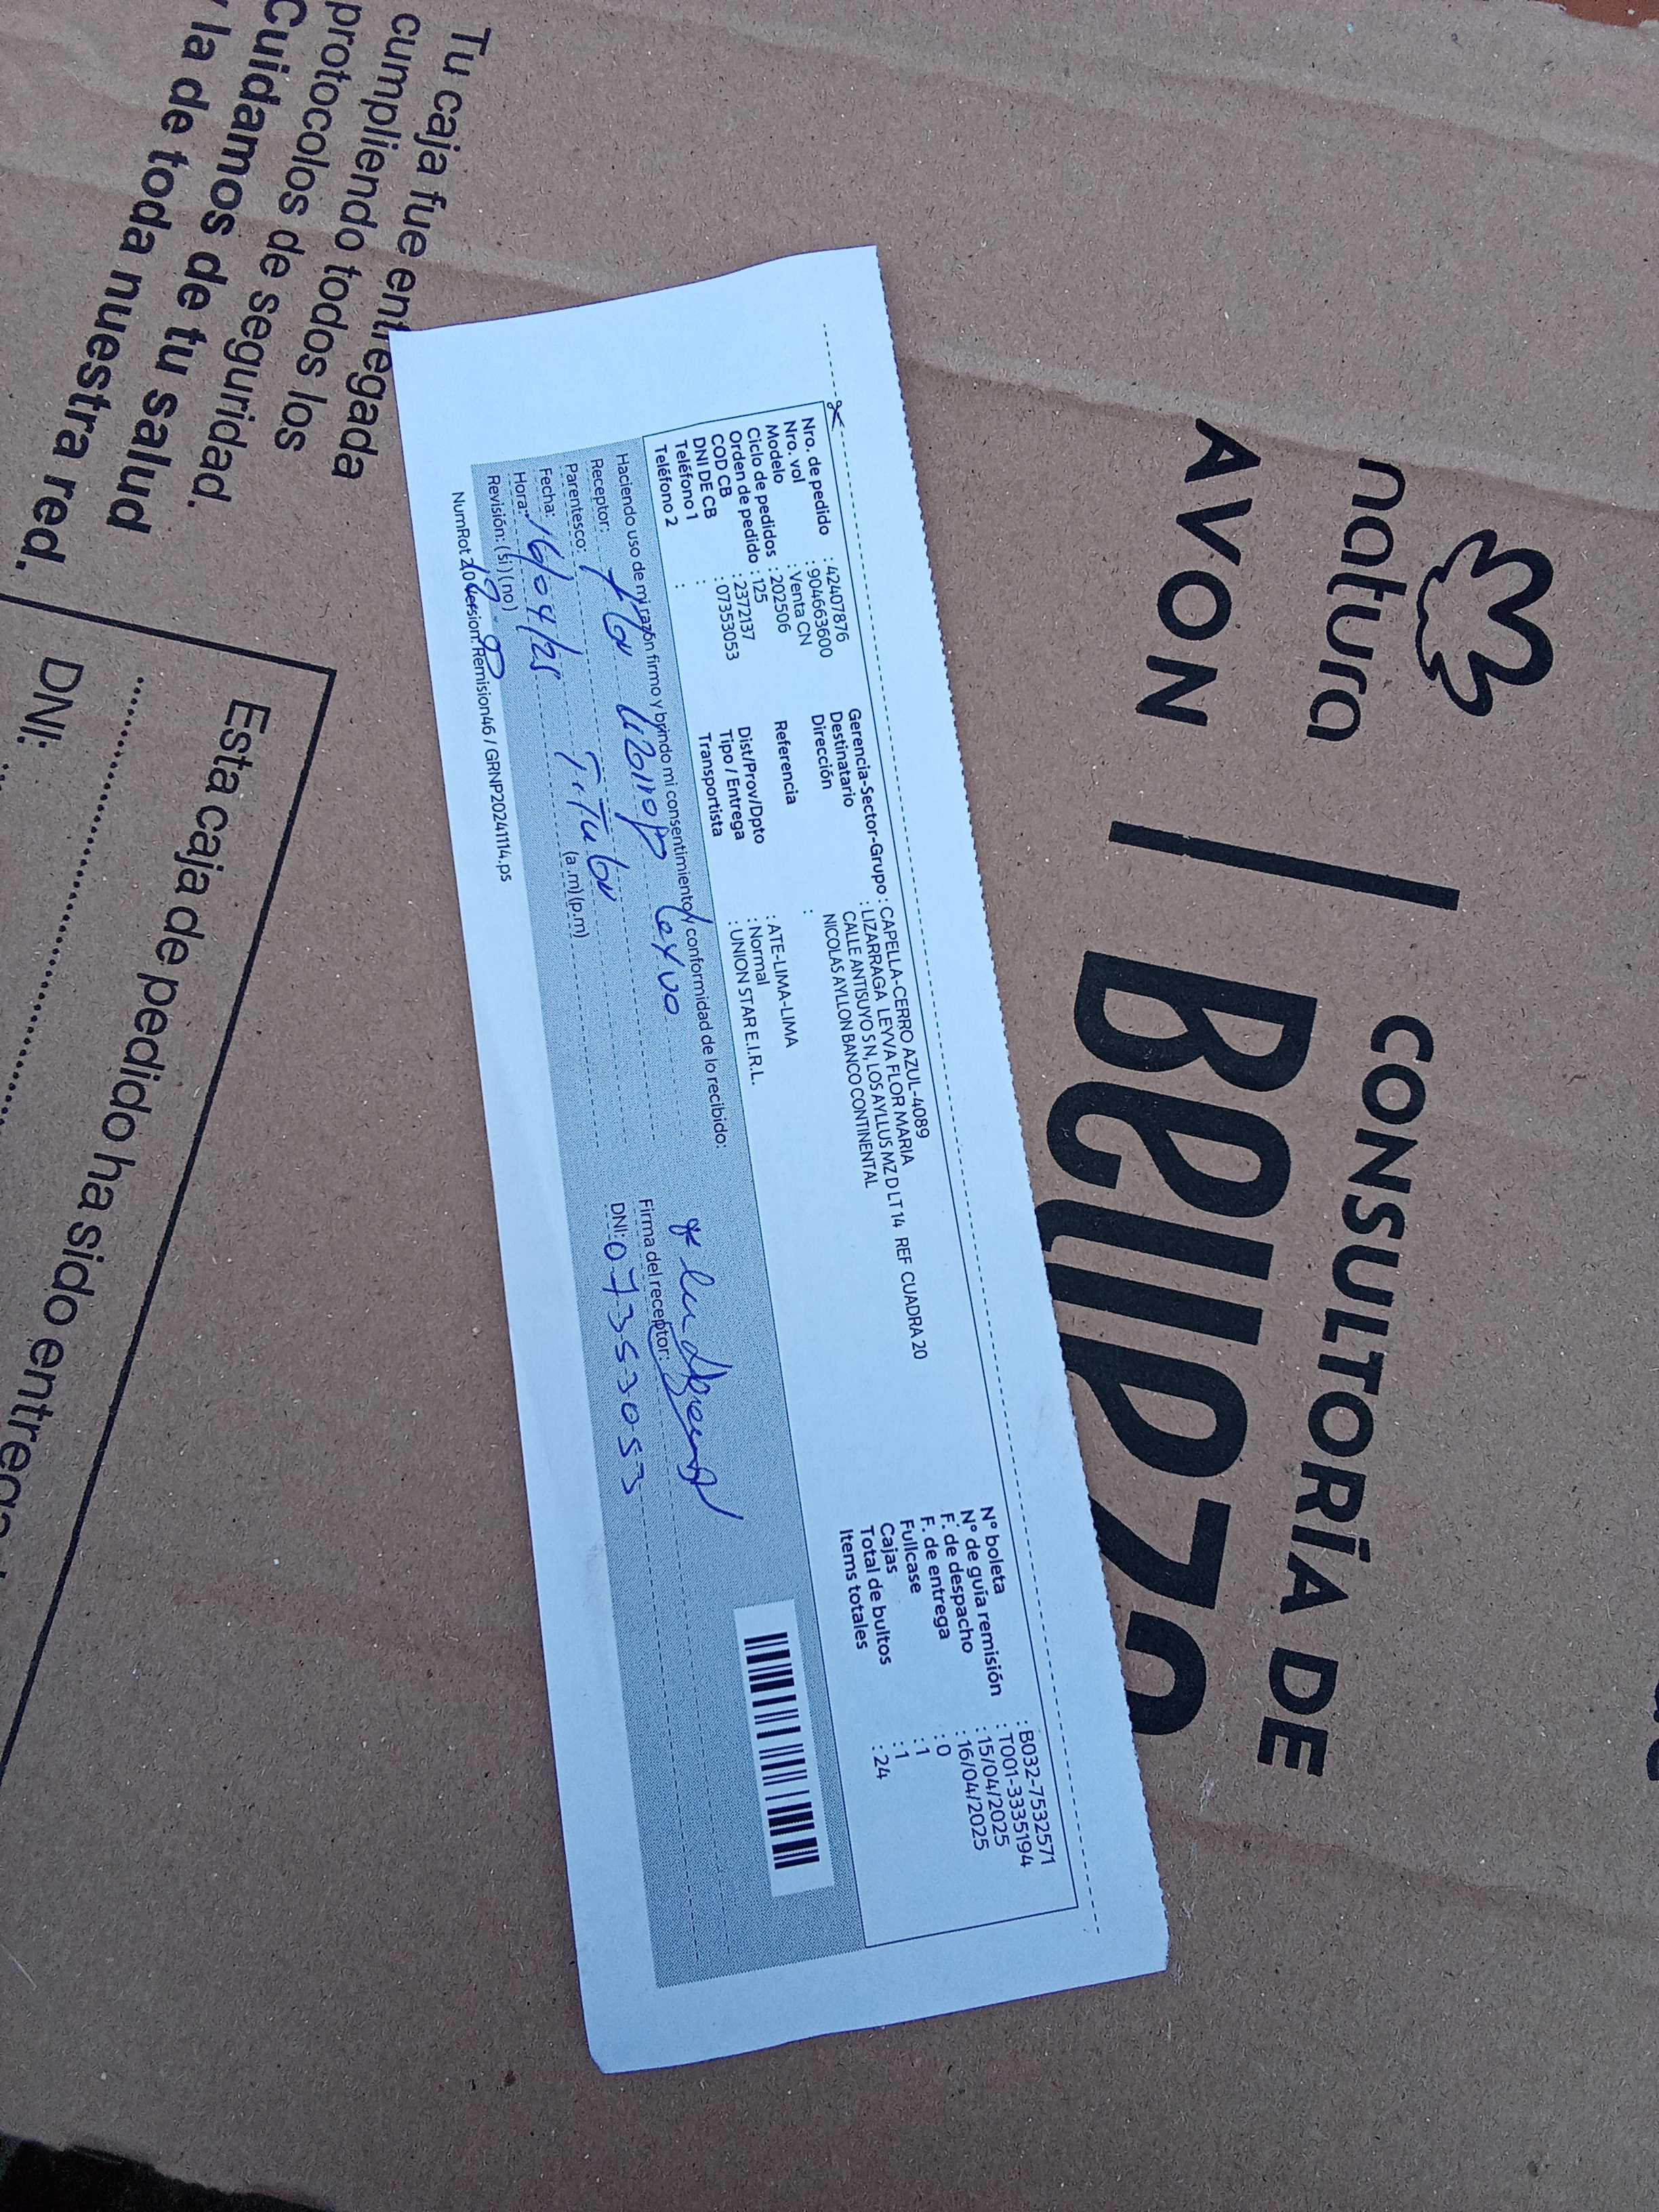 natura
AVON
CONSULTORÍA DE
Belleza
Nro. de pedido : 42407876
Nro. vol : 904663600
Modelo : Venta CN
Ciclo de pedidos : 202506
Orden de pedido : 125
COD CB : 2372137
DNI DE CB : 07353053
Teléfono 1 :
Teléfono 2 :
Gerencia-Sector-Grupo : CAPELLA-CERRO AZUL-4089
Destinatario : LIZARRAGA LEYVA FLOR MARIA
Dirección CALLE ANTISUYO S N, LOS AYLLUS MZ D LT 14 REF CUADRA 20
NICOLAS AYLLON BANCO CONTINENTAL
Referencia :
Dist/Prov/Dpto : ATE-LIMA-LIMA
Tipo / Entrega : Normal
Transportista : UNION STAR E.I.R.L.
N° boleta : B032-7532571
N° de guía remisión : T001-3335194
F. de despacho : 15/04/2025
F. de entrega : 16/04/2025
Fullcase : 0
Cajas : 1
Total de bultos : 1
Items totales : 24
Haciendo uso de mi razón firmo y brindo mi consentimiento y conformidad de lo recibido:
Receptor: Flor
Parentesco: Titular
Fecha: 16/04/25
Hora: (a.m) (p.m)
Revisión: (si) (no)
Firma del receptor:
DNI: 07353053
Version: Remision46 / GRNP20241114.ps
Tu caja fue entregada
cumpliendo todos los
protocolos de seguridad.
Cuidamos de tu salud
y la de toda nuestra red.
Esta caja de pedido ha sido
DNI: